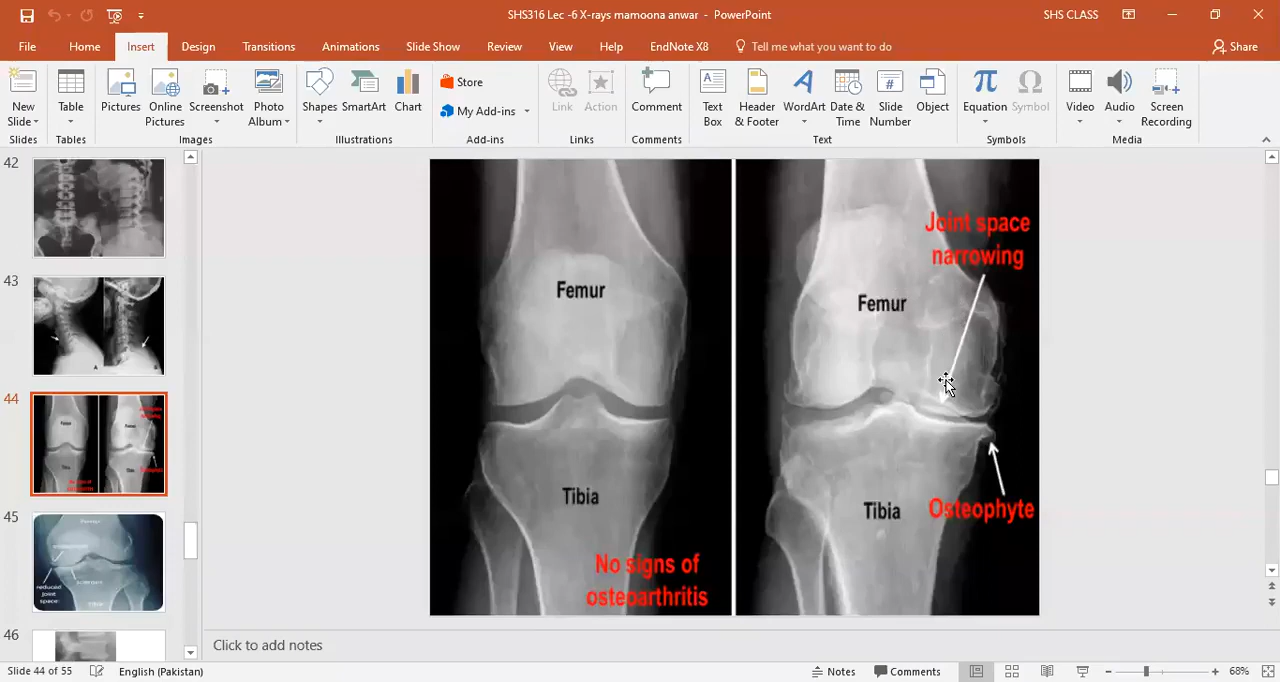 SHS316 Lec -6 X-rays mamoona anwar - PowerPoint
SHS CLASS
File Home Insert Design Transitions Animations Slide Show Review View Help EndNote X8 Tell me what you want to do Share
New Slide
Table
Pictures
Online Pictures
Screenshot
Photo Album
Shapes
SmartArt
Chart
Store
My Add-ins
Link
Action
Comment
Text Box
Header & Footer
WordArt
Date & Time
Slide Number
Object
Equation
Symbol
Video
Audio
Screen Recording
Slides
Tables
Images
Illustrations
Add-ins
Links
Comments
Text
Symbols
Media
42
43
44
45
reduced
joint
space
46
Femur
Tibia
No signs of
osteoarthritis
Joint space
narrowing
Femur
Tibia
Osteophyte
Click to add notes
Slide 44 of 55
English (Pakistan)
Notes
Comments
68%